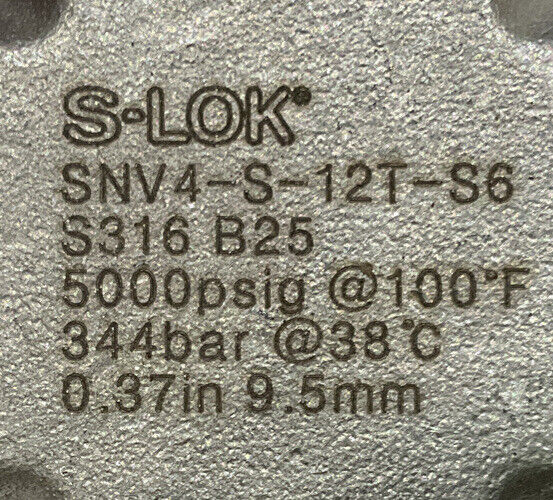 S-LOK®
SNV4-S-12T-S6
S316 B25
5000psig @100°F
344bar @38°C
0.37in 9.5mm